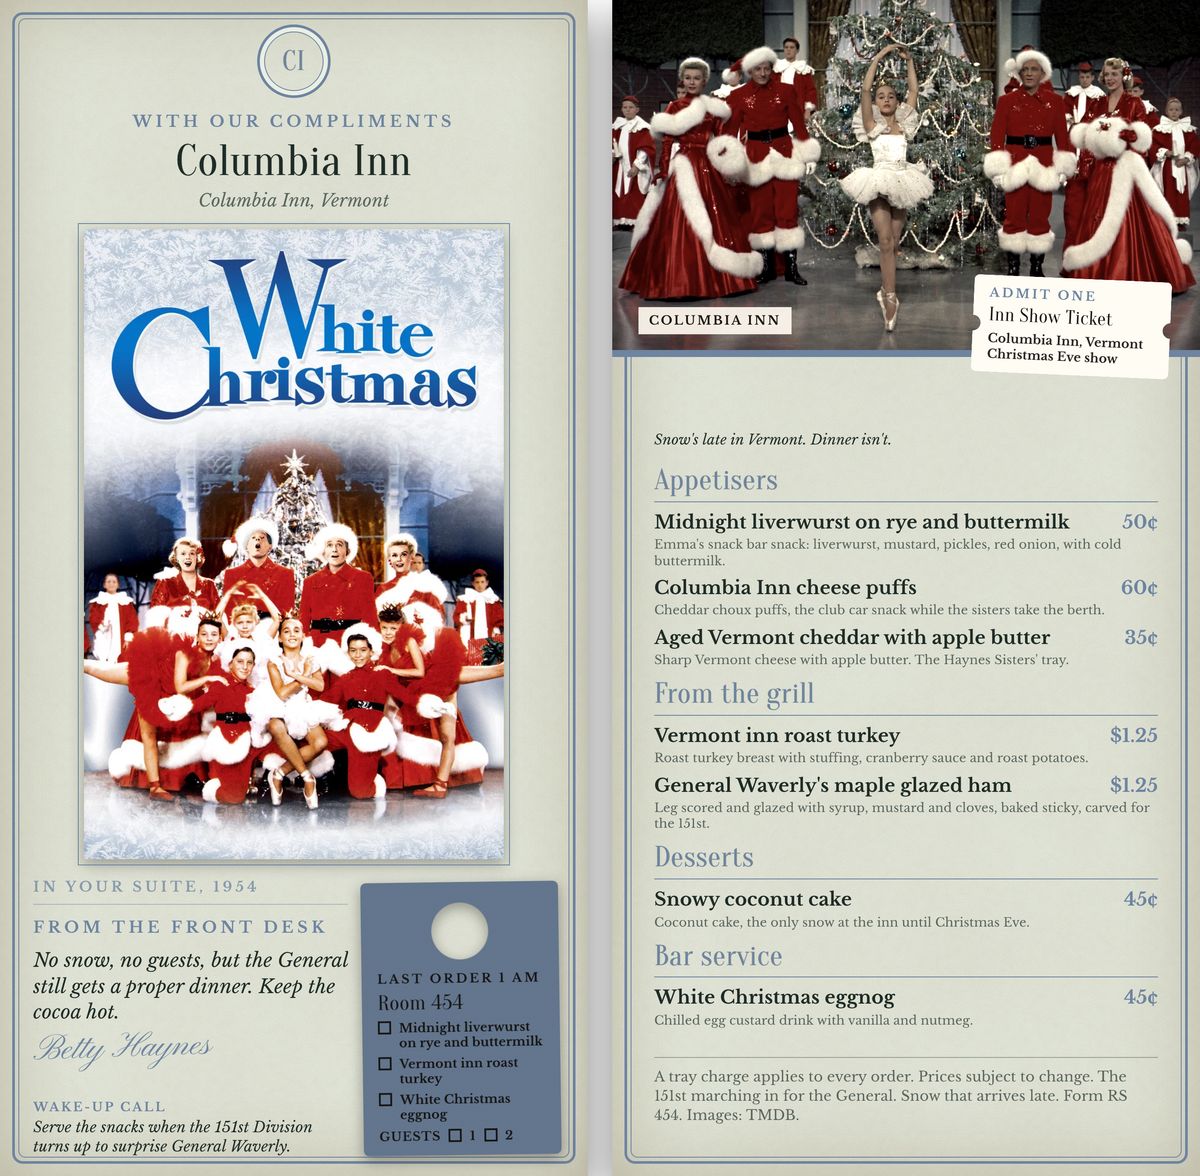 CI
WITH OUR COMPLIMENTS
Columbia Inn
Columbia Inn, Vermont
White
Christmas
IN YOUR SUITE, 1954
FROM THE FRONT DESK
No snow, no guests, but the General
still gets a proper dinner. Keep the
cocoa hot.
Betty Haynes
WAKE-UP CALL
Serve the snacks when the 151st Division
turns up to surprise General Waverly.
LAST ORDER 1 AM
Room 454
Midnight liverwurst
on rye and buttermilk
Vermont inn roast
turkey
White Christmas
eggnog
GUESTS 1 2
COLUMBIA INN
ADMIT ONE
Inn Show Ticket
Columbia Inn, Vermont
Christmas Eve show
Snow's late in Vermont. Dinner isn't.
Appetisers
Midnight liverwurst on rye and buttermilk 50¢
Emma's snack bar snack: liverwurst, mustard, pickles, red onion, with cold
buttermilk.
Columbia Inn cheese puffs 60¢
Cheddar choux puffs, the club car snack while the sisters take the berth.
Aged Vermont cheddar with apple butter 35¢
Sharp Vermont cheese with apple butter. The Haynes Sisters' tray.
From the grill
Vermont inn roast turkey $1.25
Roast turkey breast with stuffing, cranberry sauce and roast potatoes.
General Waverly's maple glazed ham $1.25
Leg scored and glazed with syrup, mustard and cloves, baked sticky, carved for
the 151st.
Desserts
Snowy coconut cake 45¢
Coconut cake, the only snow at the inn until Christmas Eve.
Bar service
White Christmas eggnog 45¢
Chilled egg custard drink with vanilla and nutmeg.
A tray charge applies to every order. Prices subject to change. The
151st marching in for the General. Snow that arrives late. Form RS
454. Images: TMDB.